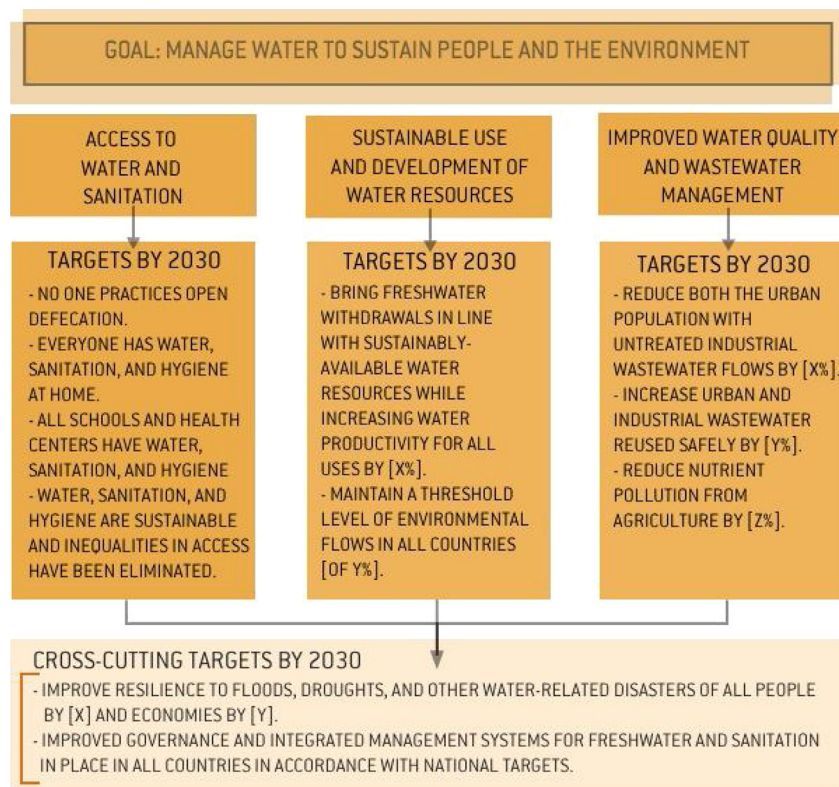 GOAL: MANAGE WATER TO SUSTAIN PEOPLE AND THE ENVIRONMENT
ACCESS TO
WATER AND
SANITATION
TARGETS BY 2030
- NO ONE PRACTICES OPEN
DEFECATION.
- EVERYONE HAS WATER,
SANITATION, AND HYGIENE
AT HOME.
- ALL SCHOOLS AND HEALTH
CENTERS HAVE WATER,
SANITATION, AND HYGIENE
- WATER, SANITATION, AND
HYGIENE ARE SUSTAINABLE
AND INEQUALITIES IN ACCESS
HAVE BEEN ELIMINATED.
SUSTAINABLE USE
AND DEVELOPMENT OF
WATER RESOURCES
TARGETS BY 2030
- BRING FRESHWATER
WITHDRAWALS IN LINE
WITH SUSTAINABLY-
AVAILABLE WATER
RESOURCES WHILE
INCREASING WATER
PRODUCTIVITY FOR ALL
USES BY [X%].
- MAINTAIN A THRESHOLD
LEVEL OF ENVIRONMENTAL
FLOWS IN ALL COUNTRIES
[OF Y%].
IMPROVED WATER QUALITY
AND WASTEWATER
MANAGEMENT
TARGETS BY 2030
- REDUCE BOTH THE URBAN
POPULATION WITH
UNTREATED INDUSTRIAL
WASTEWATER FLOWS BY [X%].
- INCREASE URBAN AND
INDUSTRIAL WASTEWATER
REUSED SAFELY BY [Y%].
- REDUCE NUTRIENT
POLLUTION FROM
AGRICULTURE BY [Z%].
CROSS-CUTTING TARGETS BY 2030
- IMPROVE RESILIENCE TO FLOODS, DROUGHTS, AND OTHER WATER-RELATED DISASTERS OF ALL PEOPLE
BY [X] AND ECONOMIES BY [Y].
- IMPROVED GOVERNANCE AND INTEGRATED MANAGEMENT SYSTEMS FOR FRESHWATER AND SANITATION
IN PLACE IN ALL COUNTRIES IN ACCORDANCE WITH NATIONAL TARGETS.